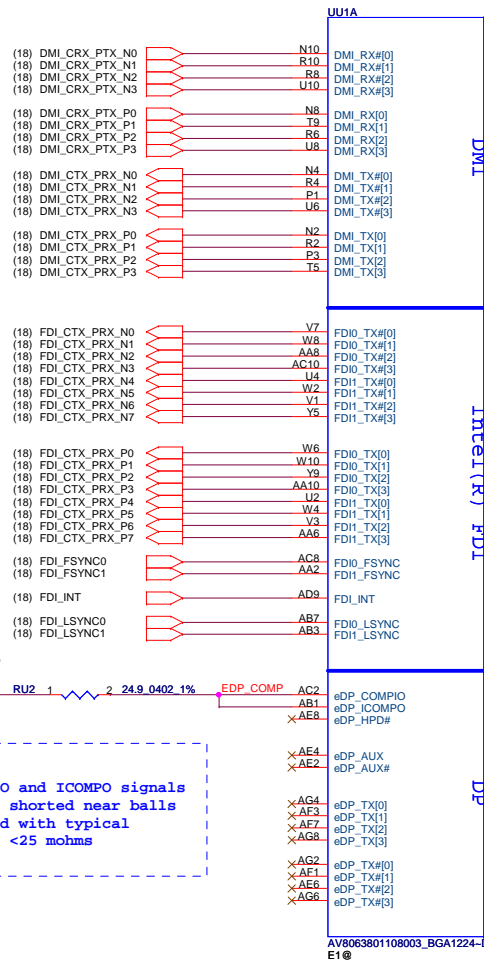 UU1A
(18) DMI_CRX_PTX_N0 N10 DMI_RX#[0]
(18) DMI_CRX_PTX_N1 R10 DMI_RX#[1]
(18) DMI_CRX_PTX_N2 R8 DMI_RX#[2]
(18) DMI_CRX_PTX_N3 U10 DMI_RX#[3]
(18) DMI_CRX_PTX_P0 N8 DMI_RX[0]
(18) DMI_CRX_PTX_P1 T9 DMI_RX[1]
(18) DMI_CRX_PTX_P2 R6 DMI_RX[2]
(18) DMI_CRX_PTX_P3 U8 DMI_RX[3]
(18) DMI_CTX_PRX_N0 N4 DMI_TX#[0]
(18) DMI_CTX_PRX_N1 R4 DMI_TX#[1]
(18) DMI_CTX_PRX_N2 P1 DMI_TX#[2]
(18) DMI_CTX_PRX_N3 U6 DMI_TX#[3]
(18) DMI_CTX_PRX_P0 N2 DMI_TX[0]
(18) DMI_CTX_PRX_P1 R2 DMI_TX[1]
(18) DMI_CTX_PRX_P2 P3 DMI_TX[2]
(18) DMI_CTX_PRX_P3 T5 DMI_TX[3]
DMI
(18) FDI_CTX_PRX_N0 V7 FDI0_TX#[0]
(18) FDI_CTX_PRX_N1 W8 FDI0_TX#[1]
(18) FDI_CTX_PRX_N2 AA8 FDI0_TX#[2]
(18) FDI_CTX_PRX_N3 AC10 FDI0_TX#[3]
(18) FDI_CTX_PRX_N4 U4 FDI1_TX#[0]
(18) FDI_CTX_PRX_N5 W2 FDI1_TX#[1]
(18) FDI_CTX_PRX_N6 V1 FDI1_TX#[2]
(18) FDI_CTX_PRX_N7 Y5 FDI1_TX#[3]
(18) FDI_CTX_PRX_P0 W6 FDI0_TX[0]
(18) FDI_CTX_PRX_P1 W10 FDI0_TX[1]
(18) FDI_CTX_PRX_P2 Y9 FDI0_TX[2]
(18) FDI_CTX_PRX_P3 AA10 FDI0_TX[3]
(18) FDI_CTX_PRX_P4 U2 FDI1_TX[0]
(18) FDI_CTX_PRX_P5 W4 FDI1_TX[1]
(18) FDI_CTX_PRX_P6 V3 FDI1_TX[2]
(18) FDI_CTX_PRX_P7 AA6 FDI1_TX[3]
(18) FDI_FSYNC0 AC8 FDI0_FSYNC
(18) FDI_FSYNC1 AA2 FDI1_FSYNC
(18) FDI_INT AD9 FDI_INT
(18) FDI_LSYNC0 AB7 FDI0_LSYNC
(18) FDI_LSYNC1 AB3 FDI1_LSYNC
Intel(R) FDI
RU2 1 2 24.9_0402_1% EDP_COMP AC2 eDP_COMPIO
AB1 eDP_ICOMPO
AE8 eDP_HPD#
AE4 eDP_AUX
AE2 eDP_AUX#
AG4 eDP_TX[0]
AF3 eDP_TX[1]
AF7 eDP_TX[2]
AG8 eDP_TX[3]
AG2 eDP_TX#[0]
AF1 eDP_TX#[1]
AE6 eDP_TX#[2]
AG6 eDP_TX#[3]
DP
O and ICOMPO signals
shorted near balls
d with typical
<25 mohms
AV8063801108003_BGA1224~D
E1@